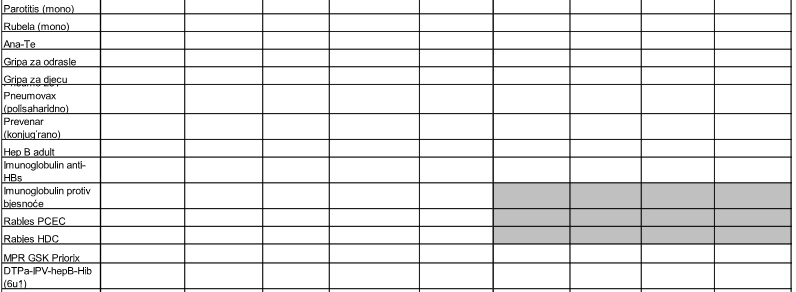 Parotitis (mono)
Rubela (mono)
Ana-Te
Gripa za odrasle
Gripa za djecu
Pneumovax
(polisaharidno)
Prevenar
(konjugirano)
Hep B adult
Imunoglobulin anti-
HBs
Imunoglobulin protiv
bjesnoće
Rabies PCEC
Rabies HDC
MPR GSK Priorix
DTPa-IPV-hepB-Hib
(6u1)